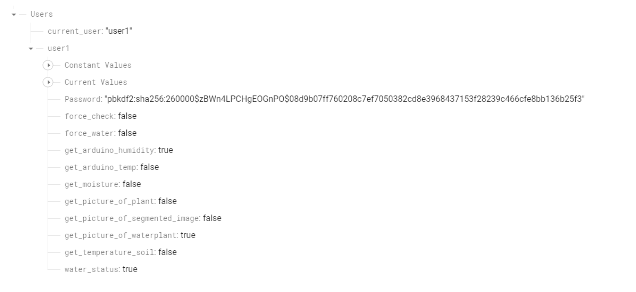 Users
current_user: "user1"
user1
Constant Values
Current Values
Password: "pbkdf2:sha256:260000$zBWn4LPCHgEOGnPO$08d9b07ff760208c7ef7050382cd8e3968437153f28239c466cfe8bb136b25f3"
force_check: false
force_water: false
get_arduino_humidity: true
get_arduino_temp: false
get_moisture: false
get_picture_of_plant: false
get_picture_of_segmented_image: false
get_picture_of_waterplant: true
get_temperature_soil: false
water_status: true